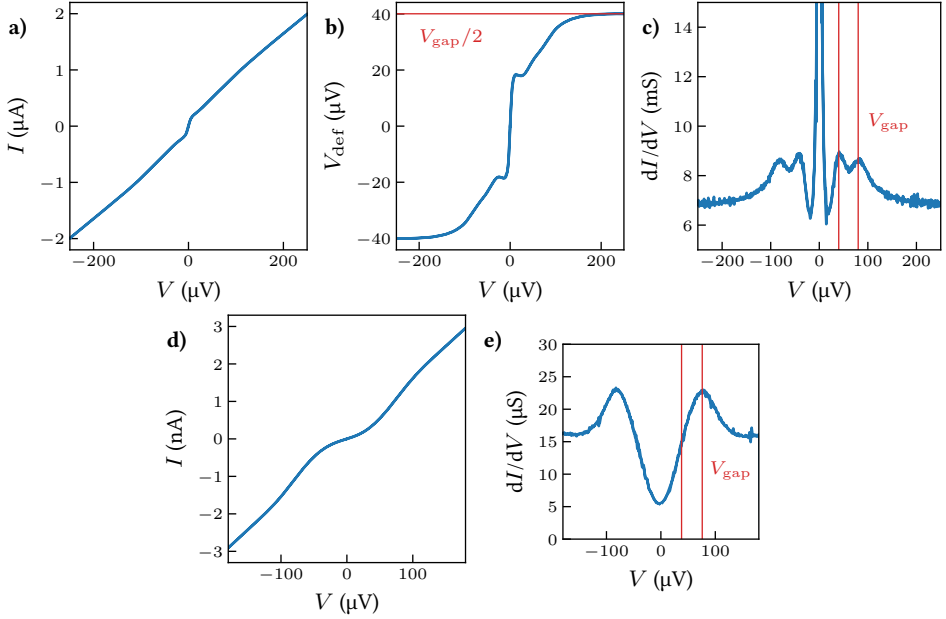 a)
2
1
0
−1
−2
I (µA)
−200
0
200
V (µV)
b)
40
20
0
−20
−40
V_def (µV)
V_gap/2
−200
0
200
V (µV)
c)
14
12
10
8
6
dI/dV (mS)
V_gap
−200
−100
0
100
200
V (µV)
d)
3
2
1
0
−1
−2
−3
I (nA)
−100
0
100
V (µV)
e)
30
25
20
15
10
5
0
dI/dV (µS)
V_gap
−100
0
100
V (µV)